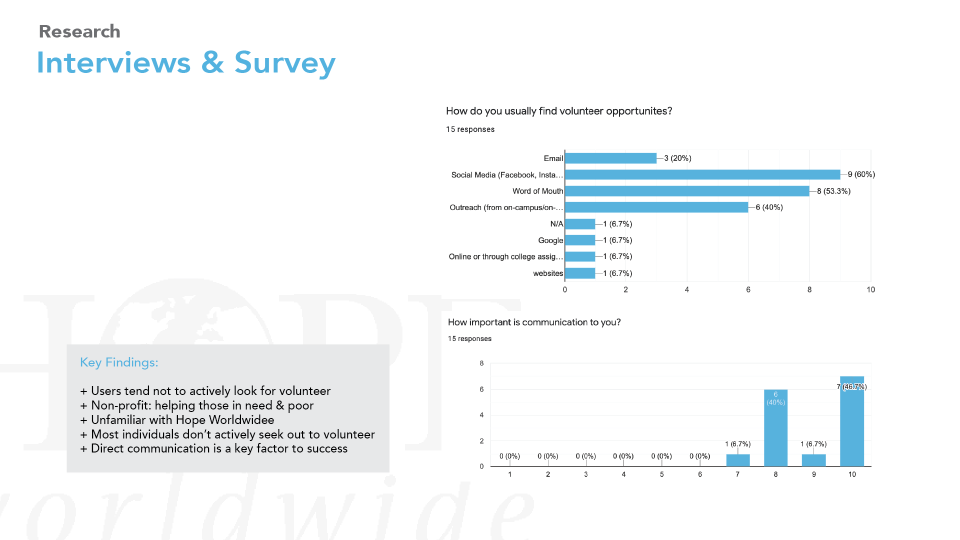 Research
Interviews & Survey
How do you usually find volunteer opportunites?
15 responses
Email
3 (20%)
Social Media (Facebook, Insta…
9 (60%)
Word of Mouth
8 (53.3%)
Outreach (from on-campus/on-…
6 (40%)
N/A
1 (6.7%)
Google
1 (6.7%)
Online or through college assig…
1 (6.7%)
websites
1 (6.7%)
0 2 4 6 8 10
How important is communication to you?
15 responses
8
6
4
2
0
0 (0%) 0 (0%) 0 (0%) 0 (0%) 0 (0%) 0 (0%) 1 (6.7%) 6 (40%) 1 (6.7%) 7 (46.7%)
1 2 3 4 5 6 7 8 9 10
Key Findings:
+ Users tend not to actively look for volunteer
+ Non-profit: helping those in need & poor
+ Unfamiliar with Hope Worldwidee
+ Most individuals don't actively seek out to volunteer
+ Direct communication is a key factor to success
HOPE
worldwide